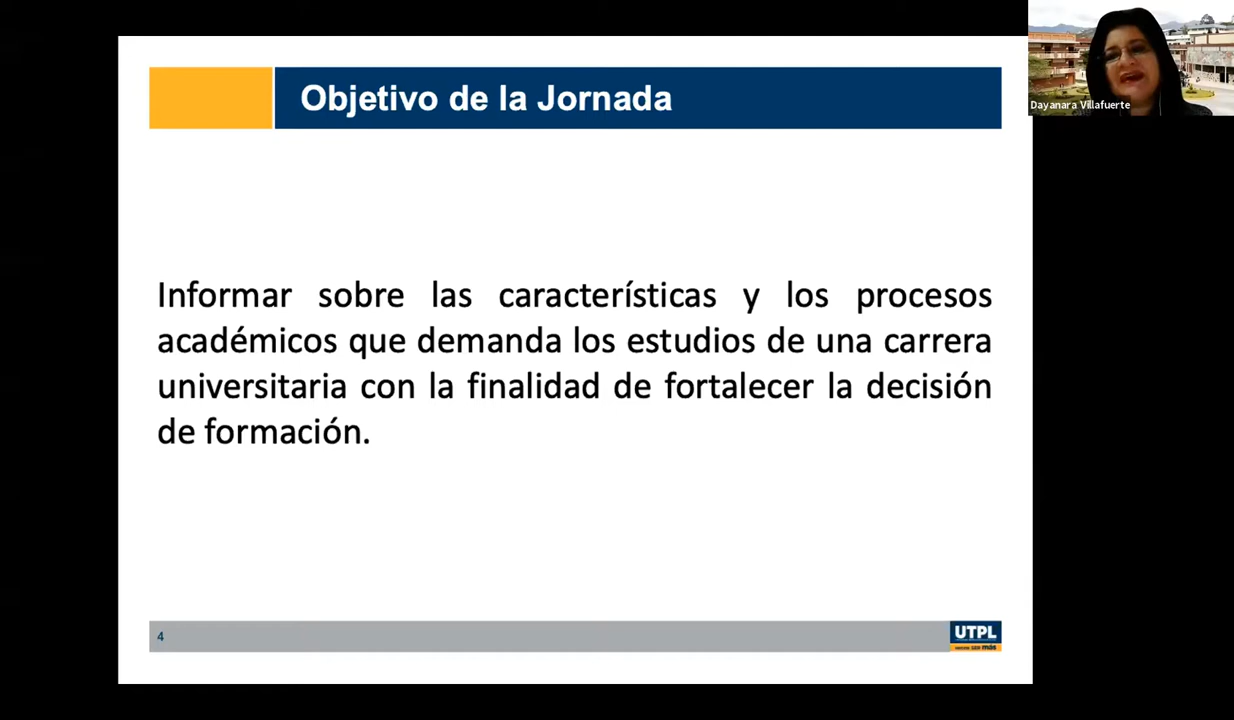 Objetivo de la Jornada
Dayanara Villafuerte
Informar sobre las características y los procesos
académicos que demanda los estudios de una carrera
universitaria con la finalidad de fortalecer la decisión
de formación.
4
UTPL